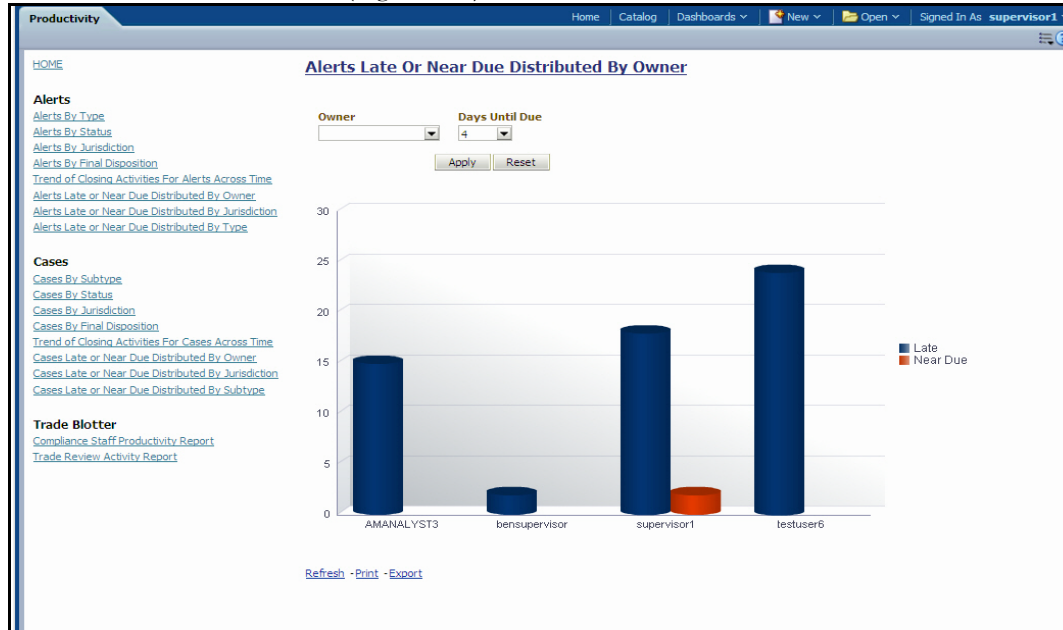 Productivity
Home Catalog Dashboards New Open Signed In As supervisor1
HOME
Alerts
Alerts By Type
Alerts By Status
Alerts By Jurisdiction
Alerts By Final Disposition
Trend of Closing Activities For Alerts Across Time
Alerts Late or Near Due Distributed By Owner
Alerts Late or Near Due Distributed By Jurisdiction
Alerts Late or Near Due Distributed By Type
Cases
Cases By Subtype
Cases By Status
Cases By Jurisdiction
Cases By Final Disposition
Trend of Closing Activities For Cases Across Time
Cases Late or Near Due Distributed By Owner
Cases Late or Near Due Distributed By Jurisdiction
Cases Late or Near Due Distributed By Subtype
Trade Blotter
Compliance Staff Productivity Report
Trade Review Activity Report
Alerts Late Or Near Due Distributed By Owner
Owner Days Until Due
4
Apply Reset
30
25
20
15
10
5
0
AMANALYST3 bensupervisor supervisor1 testuser6
Late
Near Due
Refresh - Print - Export